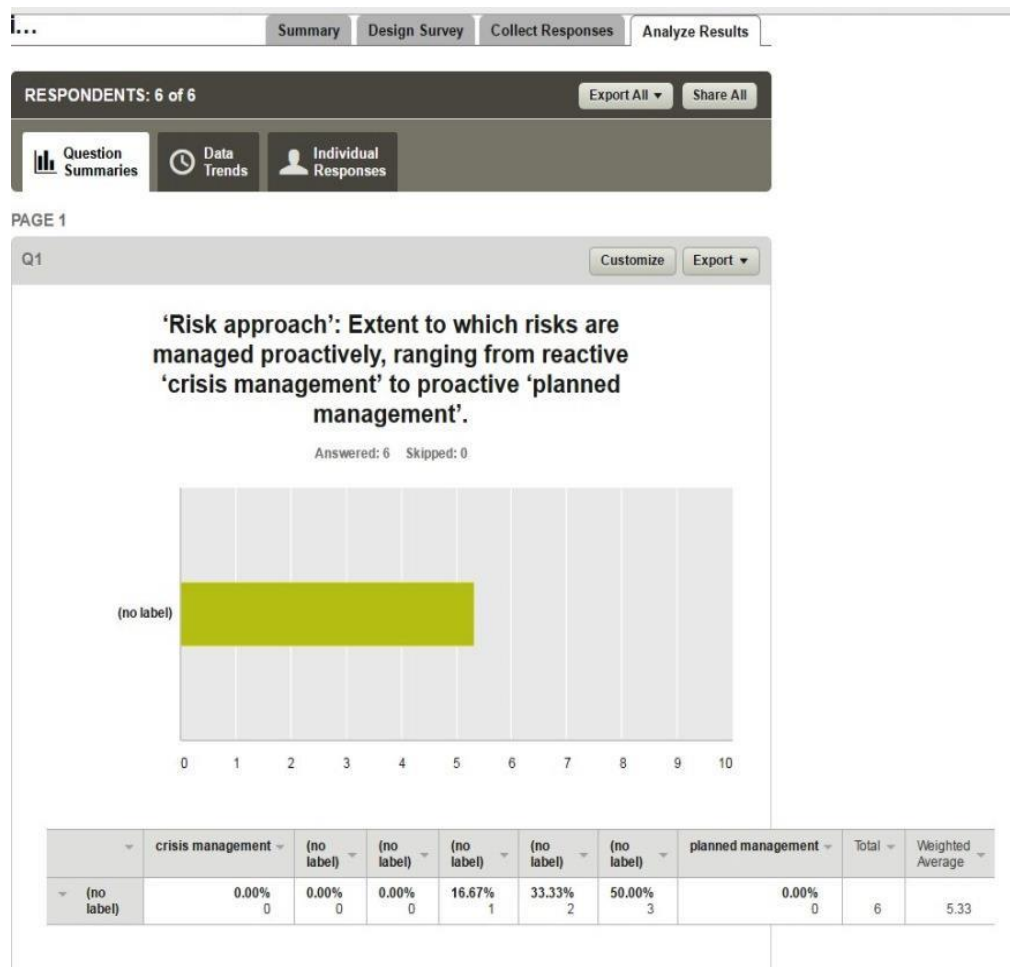 i...
Summary Design Survey Collect Responses Analyze Results
RESPONDENTS: 6 of 6 Export All Share All
Question Summaries Data Trends Individual Responses
PAGE 1
Q1 Customize Export
‘Risk approach’: Extent to which risks are
managed proactively, ranging from reactive
‘crisis management’ to proactive ‘planned
management’.
Answered: 6 Skipped: 0
(no label)
0 1 2 3 4 5 6 7 8 9 10
crisis management (no label) (no label) (no label) (no label) (no label) planned management Total Weighted Average
(no label) 0.00% 0.00% 0.00% 16.67% 33.33% 50.00% 0.00%
0 0 0 1 2 3 0 6 5.33